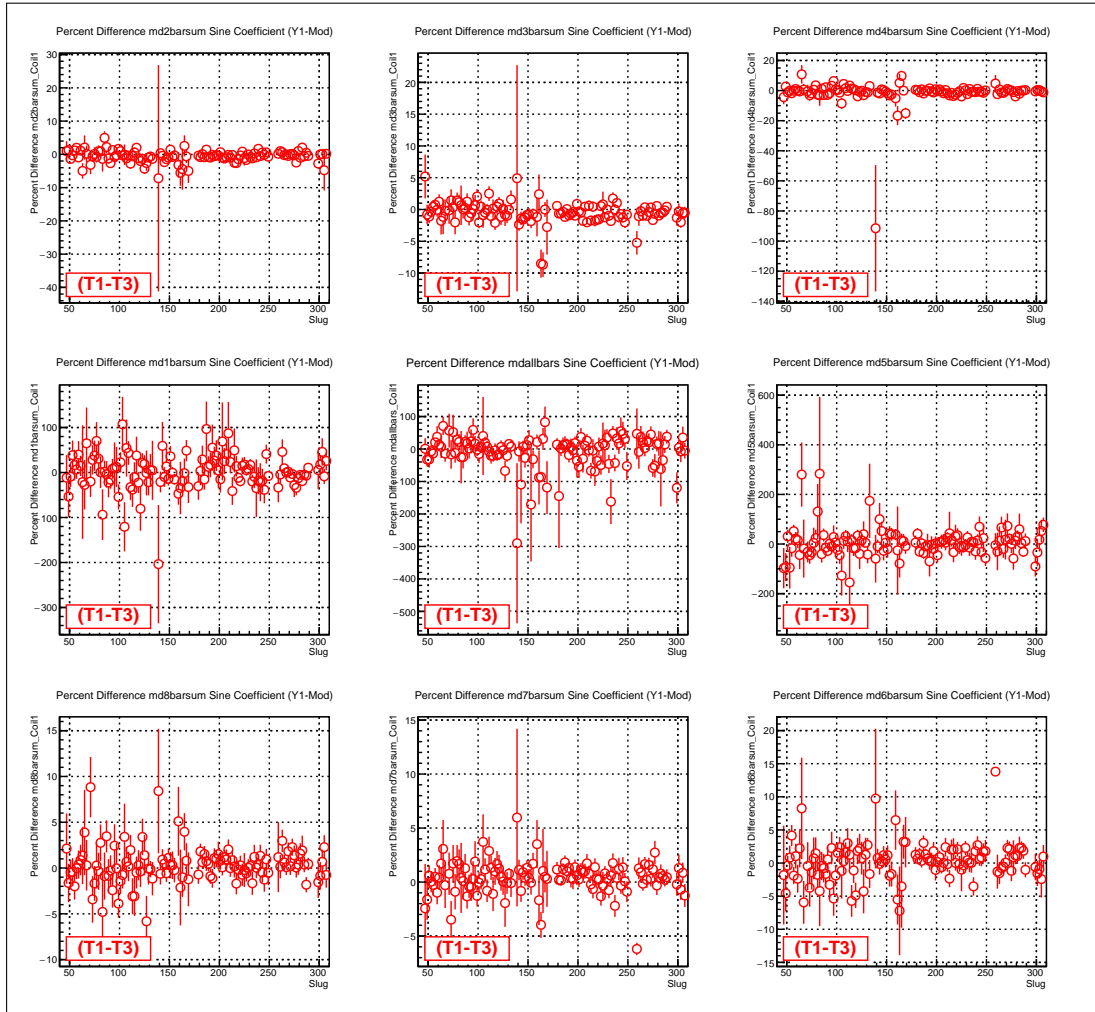 Percent Difference md2barsum Sine Coefficient (Y1-Mod)
Percent Difference md2barsum_Coil1
30
20
10
0
−10
−20
−30
−40
50 100 150 200 250 300
Slug
(T1-T3)
Percent Difference md3barsum Sine Coefficient (Y1-Mod)
Percent Difference md3barsum_Coil1
20
15
10
5
0
−5
−10
50 100 150 200 250 300
Slug
(T1-T3)
Percent Difference md4barsum Sine Coefficient (Y1-Mod)
Percent Difference md4barsum_Coil1
20
0
−20
−40
−60
−80
−100
−120
−140
50 100 150 200 250 300
Slug
(T1-T3)
Percent Difference md1barsum Sine Coefficient (Y1-Mod)
Percent Difference md1barsum_Coil1
100
0
−100
−200
−300
50 100 150 200 250 300
Slug
(T1-T3)
Percent Difference mdallbars Sine Coefficient (Y1-Mod)
Percent Difference mdallbars_Coil1
100
0
−100
−200
−300
−400
−500
50 100 150 200 250 300
Slug
(T1-T3)
Percent Difference md5barsum Sine Coefficient (Y1-Mod)
Percent Difference md5barsum_Coil1
600
400
200
0
−200
50 100 150 200 250 300
Slug
(T1-T3)
Percent Difference md8barsum Sine Coefficient (Y1-Mod)
Percent Difference md8barsum_Coil1
15
10
5
0
−5
−10
50 100 150 200 250 300
Slug
(T1-T3)
Percent Difference md7barsum Sine Coefficient (Y1-Mod)
Percent Difference md7barsum_Coil1
15
10
5
0
−5
50 100 150 200 250 300
Slug
(T1-T3)
Percent Difference md6barsum Sine Coefficient (Y1-Mod)
Percent Difference md6barsum_Coil1
20
15
10
5
0
−5
−10
−15
50 100 150 200 250 300
Slug
(T1-T3)